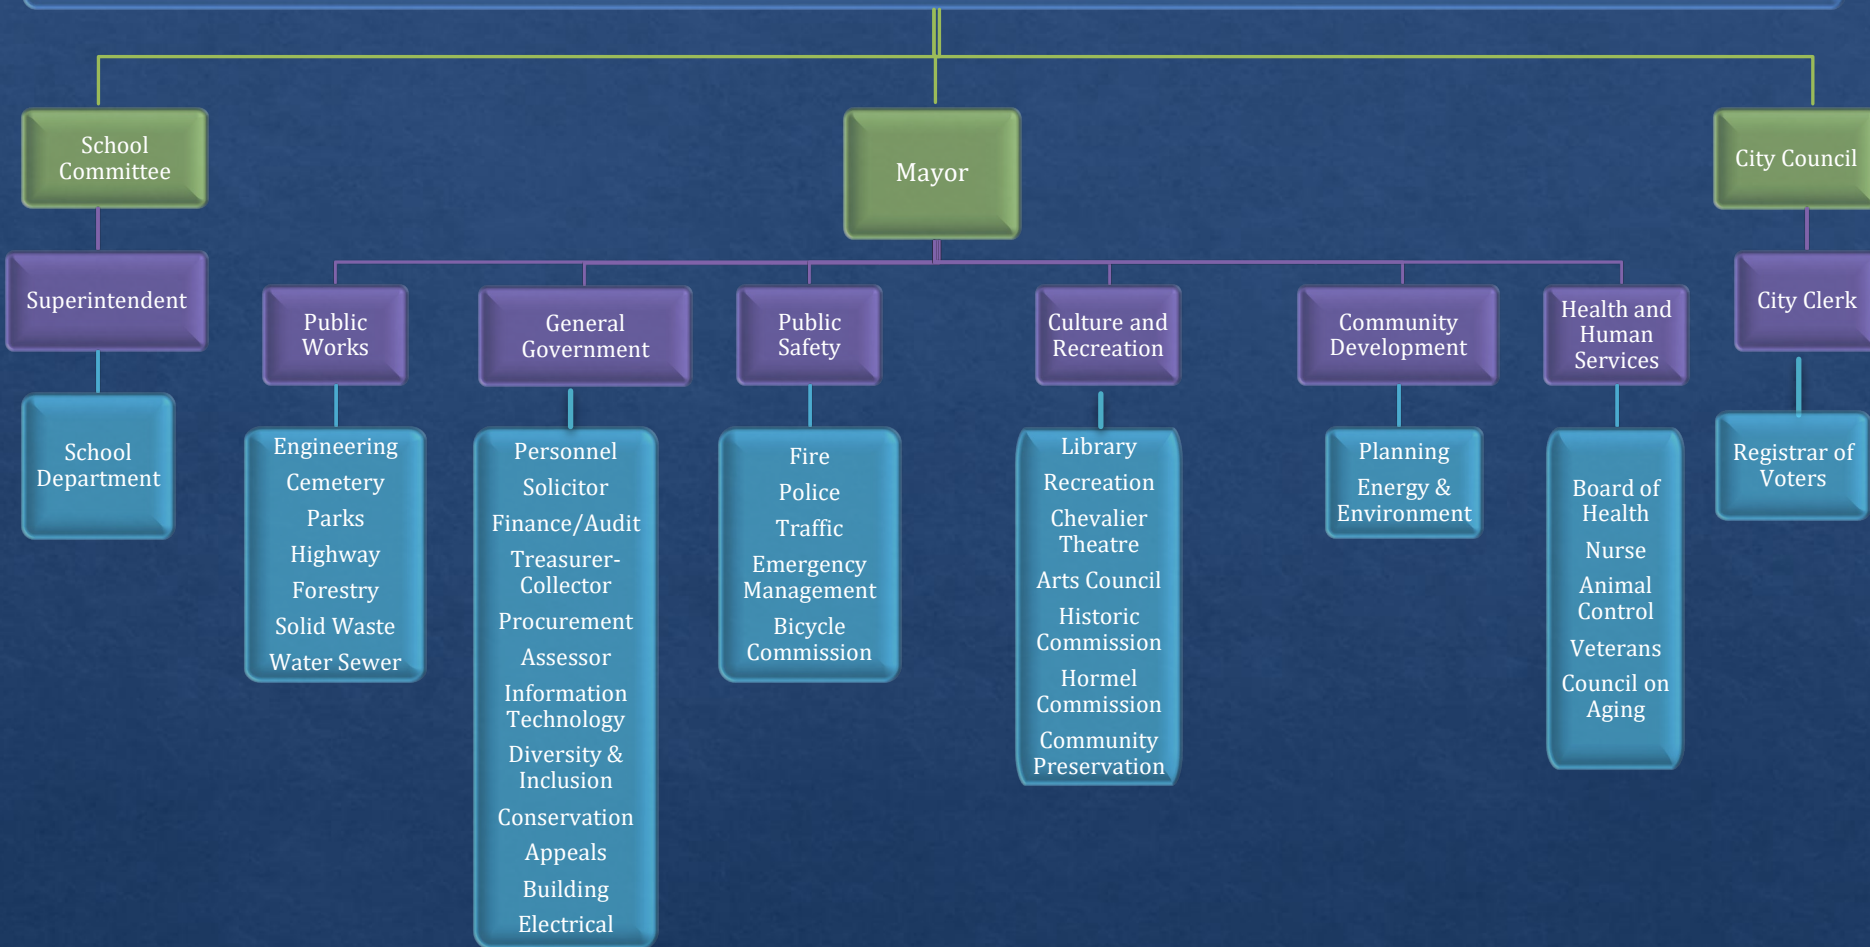 School
Committee
Mayor
City Council
Superintendent
Public
Works
General
Government
Public
Safety
Culture and
Recreation
Community
Development
Health and
Human
Services
City Clerk
School
Department
Engineering
Cemetery
Parks
Highway
Forestry
Solid Waste
Water Sewer
Personnel
Solicitor
Finance/Audit
Treasurer-
Collector
Procurement
Assessor
Information
Technology
Diversity &
Inclusion
Conservation
Appeals
Building
Electrical
Fire
Police
Traffic
Emergency
Management
Bicycle
Commission
Library
Recreation
Chevalier
Theatre
Arts Council
Historic
Commission
Hormel
Commission
Community
Preservation
Planning
Energy &
Environment
Board of
Health
Nurse
Animal
Control
Veterans
Council on
Aging
Registrar of
Voters